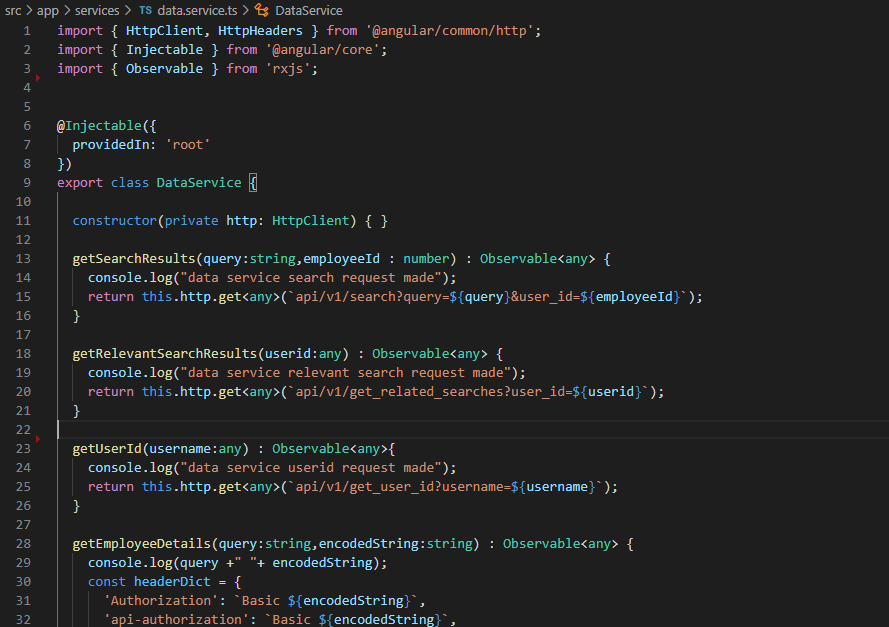 src > app > services > TS data.service.ts > DataService
1 import { HttpClient, HttpHeaders } from '@angular/common/http';
2 import { Injectable } from '@angular/core';
3 import { Observable } from 'rxjs';
4
5
6 @Injectable({
7   providedIn: 'root'
8 })
9 export class DataService {
10
11   constructor(private http: HttpClient) { }
12
13   getSearchResults(query:string,employeeId : number) : Observable<any> {
14     console.log("data service search request made");
15     return this.http.get<any>(`api/v1/search?query=${query}&user_id=${employeeId}`);
16   }
17
18   getRelevantSearchResults(userid:any) : Observable<any> {
19     console.log("data service relevant search request made");
20     return this.http.get<any>(`api/v1/get_related_searches?user_id=${userid}`);
21   }
22
23   getUserId(username:any) : Observable<any>{
24     console.log("data service userid request made");
25     return this.http.get<any>(`api/v1/get_user_id?username=${username}`);
26   }
27
28   getEmployeeDetails(query:string,encodedString:string) : Observable<any> {
29     console.log(query +" "+ encodedString);
30     const headerDict = {
31       'Authorization': `Basic ${encodedString}`,
32       'api-authorization': `Basic ${encodedString}`,